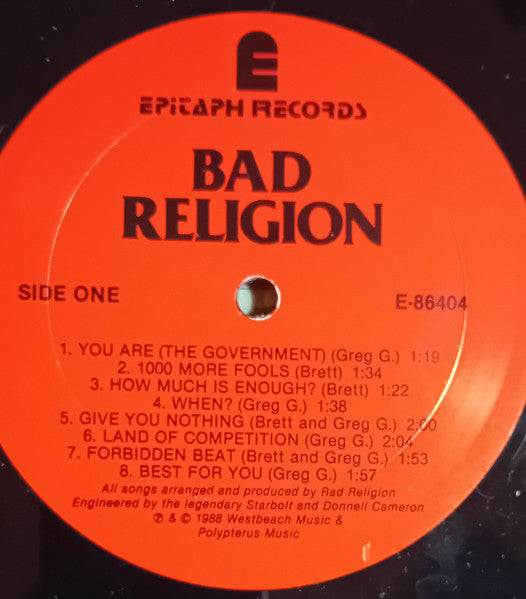 E
EPITAPH RECORDS
BAD
RELIGION
SIDE ONE
E-86404
1. YOU ARE (THE GOVERNMENT) (Greg G.) 1:19
2. 1000 MORE FOOLS (Brett) 1:34
3. HOW MUCH IS ENOUGH? (Brett) 1:22
4. WHEN? (Greg G.) 1:38
5. GIVE YOU NOTHING (Brett and Greg G.) 2:00
6. LAND OF COMPETITION (Greg G.) 2:04
7. FORBIDDEN BEAT (Brett and Greg G.) 1:53
8. BEST FOR YOU (Greg G.) 1:57
All songs arranged and produced by Rad Religion
Engineered by the legendary Starbolt and Donnell Cameron
℗ & © 1988 Westbeach Music &
Polypterus Music